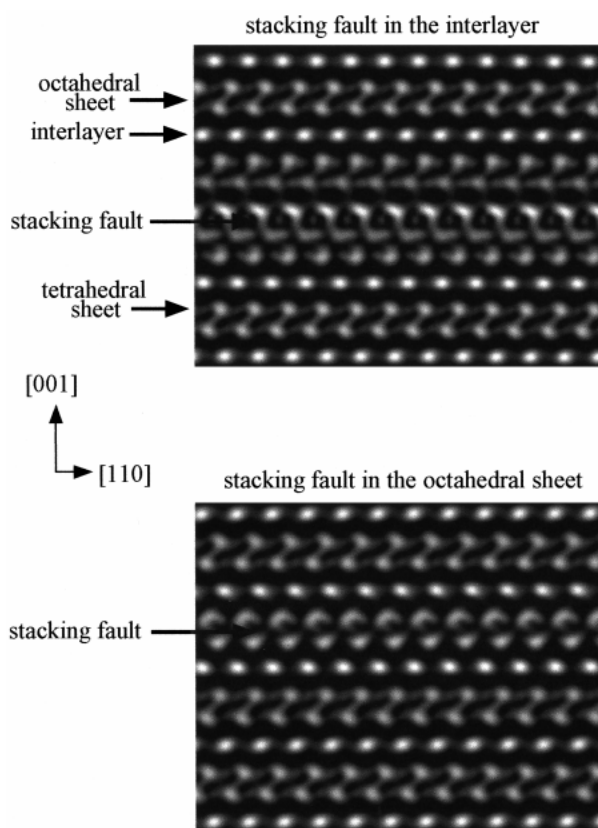 stacking fault in the interlayer
octahedral
sheet
interlayer
stacking fault
tetrahedral
sheet
[001]
[110]
stacking fault in the octahedral sheet
stacking fault